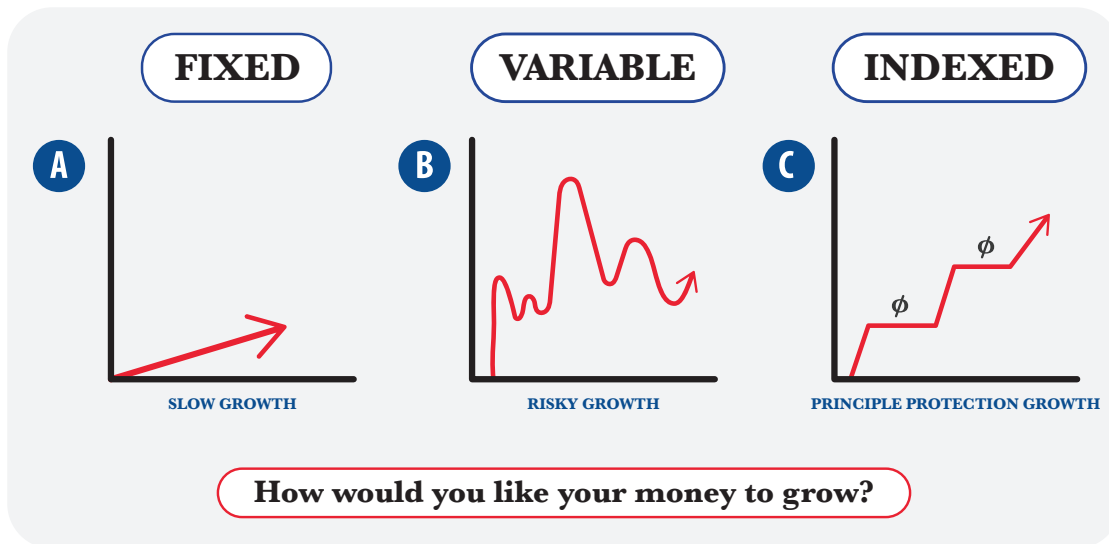 FIXED
VARIABLE
INDEXED
A
B
C
ϕ
ϕ
SLOW GROWTH
RISKY GROWTH
PRINCIPLE PROTECTION GROWTH
How would you like your money to grow?